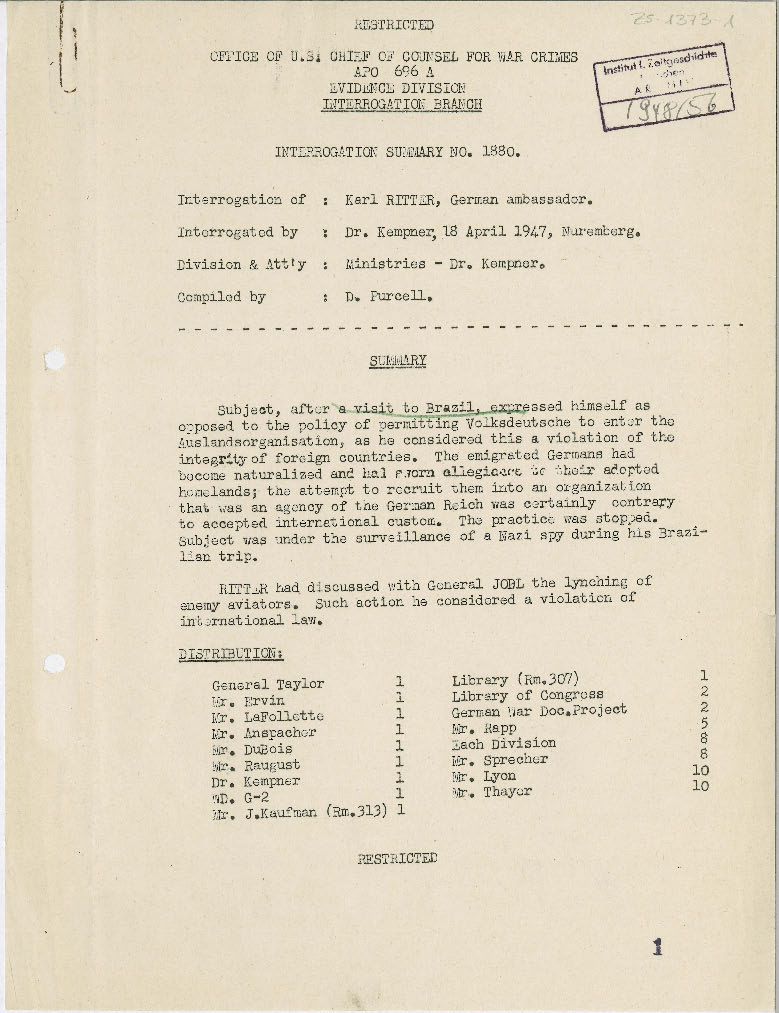 RESTRICTED
ZS-1373-1
OFFICE OF U.S. CHIEF OF COUNSEL FOR WAR CRIMES
APO 696 A
EVIDENCE DIVISION
INTERROGATION BRANCH
Institut f. Zeitgeschichte
1948/56
INTERROGATION SUMMARY NO. 1880.
Interrogation of : Karl RITTER, German ambassador.
Interrogated by : Dr. Kempner, 18 April 1947, Nuremberg.
Division & Att'y : Ministries - Dr. Kempner.
Compiled by : D. Purcell.
SUMMARY
Subject, after a visit to Brazil, expressed himself as
opposed to the policy of permitting Volksdeutsche to enter the
Auslandsorganisation, as he considered this a violation of the
integrity of foreign countries. The emigrated Germans had
become naturalized and had sworn allegiance to their adopted
homelands; the attempt to recruit them into an organization
that was an agency of the German Reich was certainly contrary
to accepted international custom. The practice was stopped.
Subject was under the surveillance of a Nazi spy during his Brazi-
lian trip.
RITTER had discussed with General JODL the lynching of
enemy aviators. Such action he considered a violation of
international law.
DISTRIBUTION:
General Taylor 1
Mr. Ervin 1
Mr. LaFollette 1
Mr. Anspacher 1
Mr. DuBois 1
Mr. Raugust 1
Dr. Kempner 1
WD. G-2 1
Mr. J.Kaufman (Rm.313) 1
Library (Rm.307) 1
Library of Congress 2
German War Doc.Project 2
Mr. Rapp 5
Each Division 8
Mr. Sprecher 8
Mr. Lyon 10
Mr. Thayer 10
RESTRICTED
1